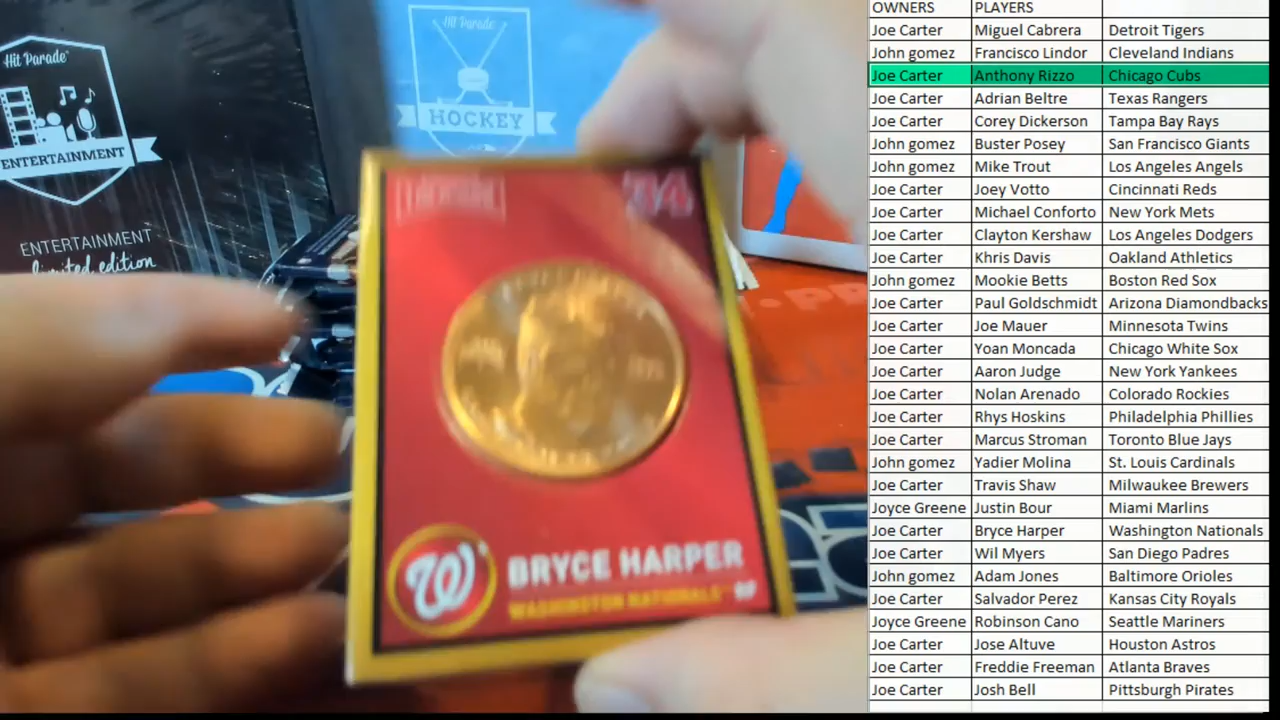 Hit Parade
ENTERTAINMENT
ENTERTAINMENT
limited edition
Hit Parade
HOCKEY
34
W
BRYCE HARPER
WASHINGTON NATIONALS RF
OWNERS PLAYERS
Joe Carter Miguel Cabrera Detroit Tigers
John gomez Francisco Lindor Cleveland Indians
Joe Carter Anthony Rizzo Chicago Cubs
Joe Carter Adrian Beltre Texas Rangers
Joe Carter Corey Dickerson Tampa Bay Rays
John gomez Buster Posey San Francisco Giants
John gomez Mike Trout Los Angeles Angels
Joe Carter Joey Votto Cincinnati Reds
Joe Carter Michael Conforto New York Mets
Joe Carter Clayton Kershaw Los Angeles Dodgers
Joe Carter Khris Davis Oakland Athletics
John gomez Mookie Betts Boston Red Sox
Joe Carter Paul Goldschmidt Arizona Diamondbacks
Joe Carter Joe Mauer Minnesota Twins
Joe Carter Yoan Moncada Chicago White Sox
Joe Carter Aaron Judge New York Yankees
Joe Carter Nolan Arenado Colorado Rockies
Joe Carter Rhys Hoskins Philadelphia Phillies
Joe Carter Marcus Stroman Toronto Blue Jays
John gomez Yadier Molina St. Louis Cardinals
Joe Carter Travis Shaw Milwaukee Brewers
Joyce Greene Justin Bour Miami Marlins
Joe Carter Bryce Harper Washington Nationals
Joe Carter Wil Myers San Diego Padres
John gomez Adam Jones Baltimore Orioles
Joe Carter Salvador Perez Kansas City Royals
Joyce Greene Robinson Cano Seattle Mariners
Joe Carter Jose Altuve Houston Astros
Joe Carter Freddie Freeman Atlanta Braves
Joe Carter Josh Bell Pittsburgh Pirates